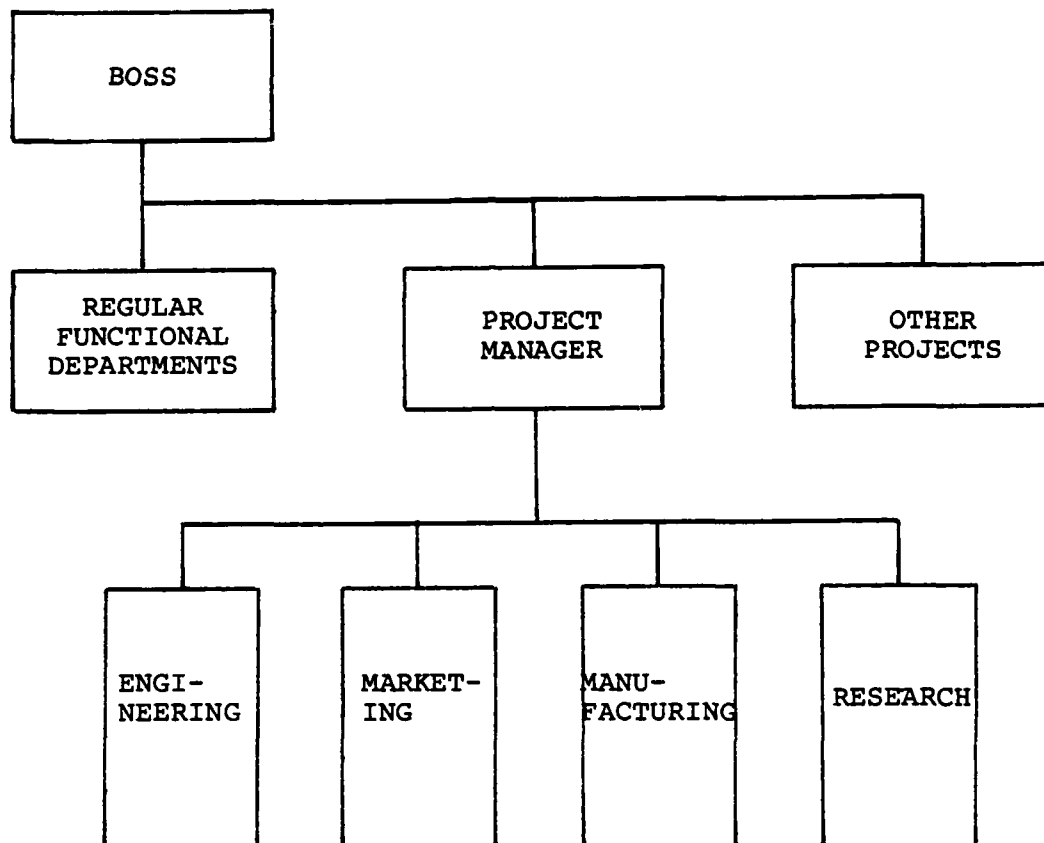 BOSS
REGULAR
FUNCTIONAL
DEPARTMENTS
PROJECT
MANAGER
OTHER
PROJECTS
ENGI-
NEERING
MARKET-
ING
MANU-
FACTURING
RESEARCH